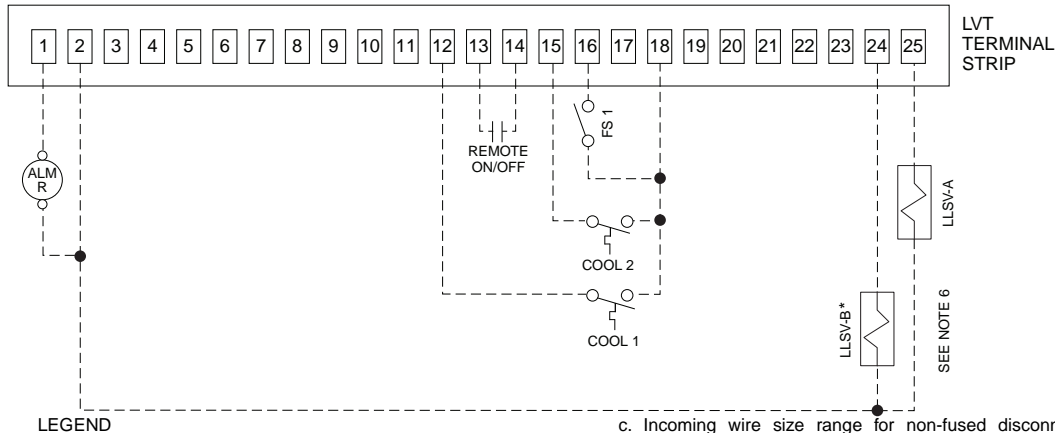 1 2 3 4 5 6 7 8 9 10 11 12 13 14 15 16 17 18 19 20 21 22 23 24 25
LVT
TERMINAL
STRIP
FS 1
REMOTE
ON/OFF
ALM
R
LLSV-A
COOL 2
COOL 1
LLSV-B*
SEE NOTE 6
LEGEND
c. Incoming wire size range for non-fused disconn